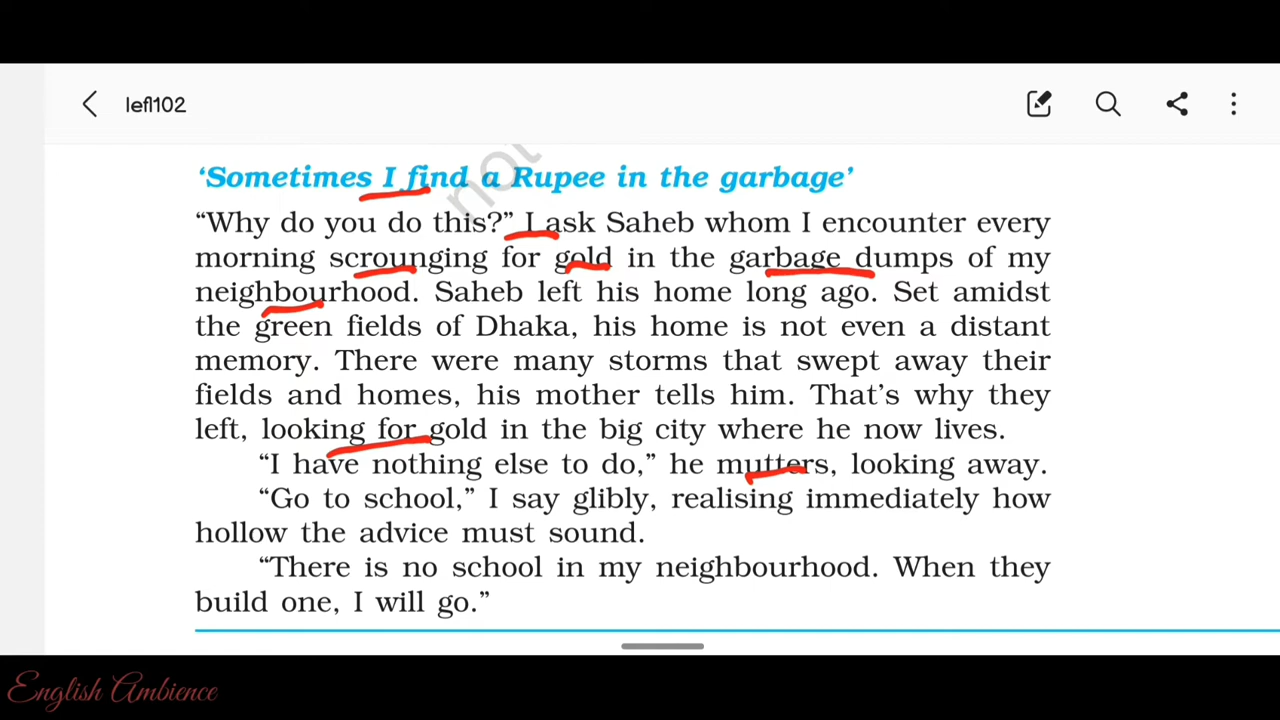 lefl102
not
‘Sometimes I find a Rupee in the garbage’
“Why do you do this?” I ask Saheb whom I encounter every
morning scrounging for gold in the garbage dumps of my
neighbourhood. Saheb left his home long ago. Set amidst
the green fields of Dhaka, his home is not even a distant
memory. There were many storms that swept away their
fields and homes, his mother tells him. That’s why they
left, looking for gold in the big city where he now lives.
“I have nothing else to do,” he mutters, looking away.
“Go to school,” I say glibly, realising immediately how
hollow the advice must sound.
“There is no school in my neighbourhood. When they
build one, I will go.”
English Ambience